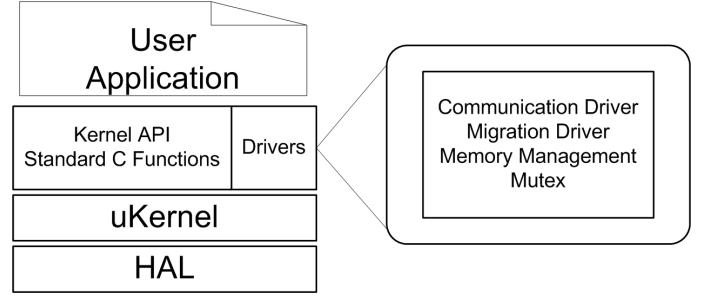 User
Application
Kernel API
Standard C Functions
Drivers
uKernel
HAL
Communication Driver
Migration Driver
Memory Management
Mutex